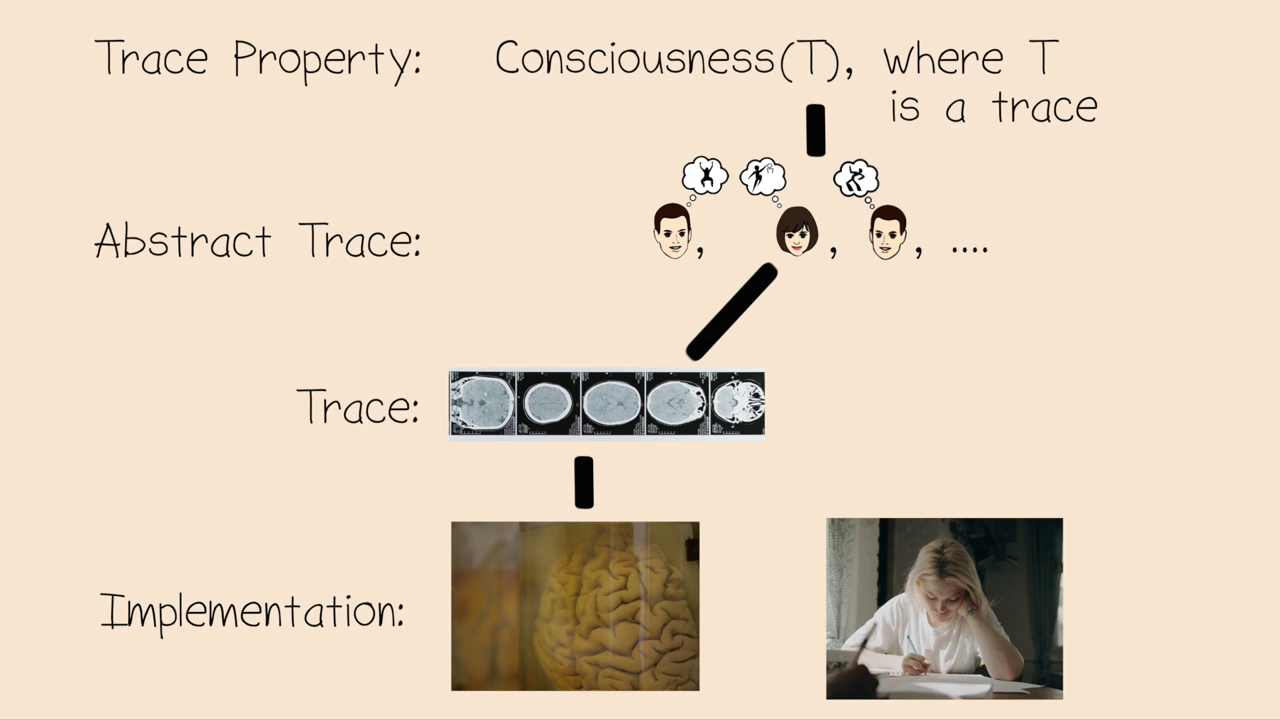 Trace Property: Consciousness(T), where T
is a trace
Abstract Trace: , , , ....
Trace:
Implementation: